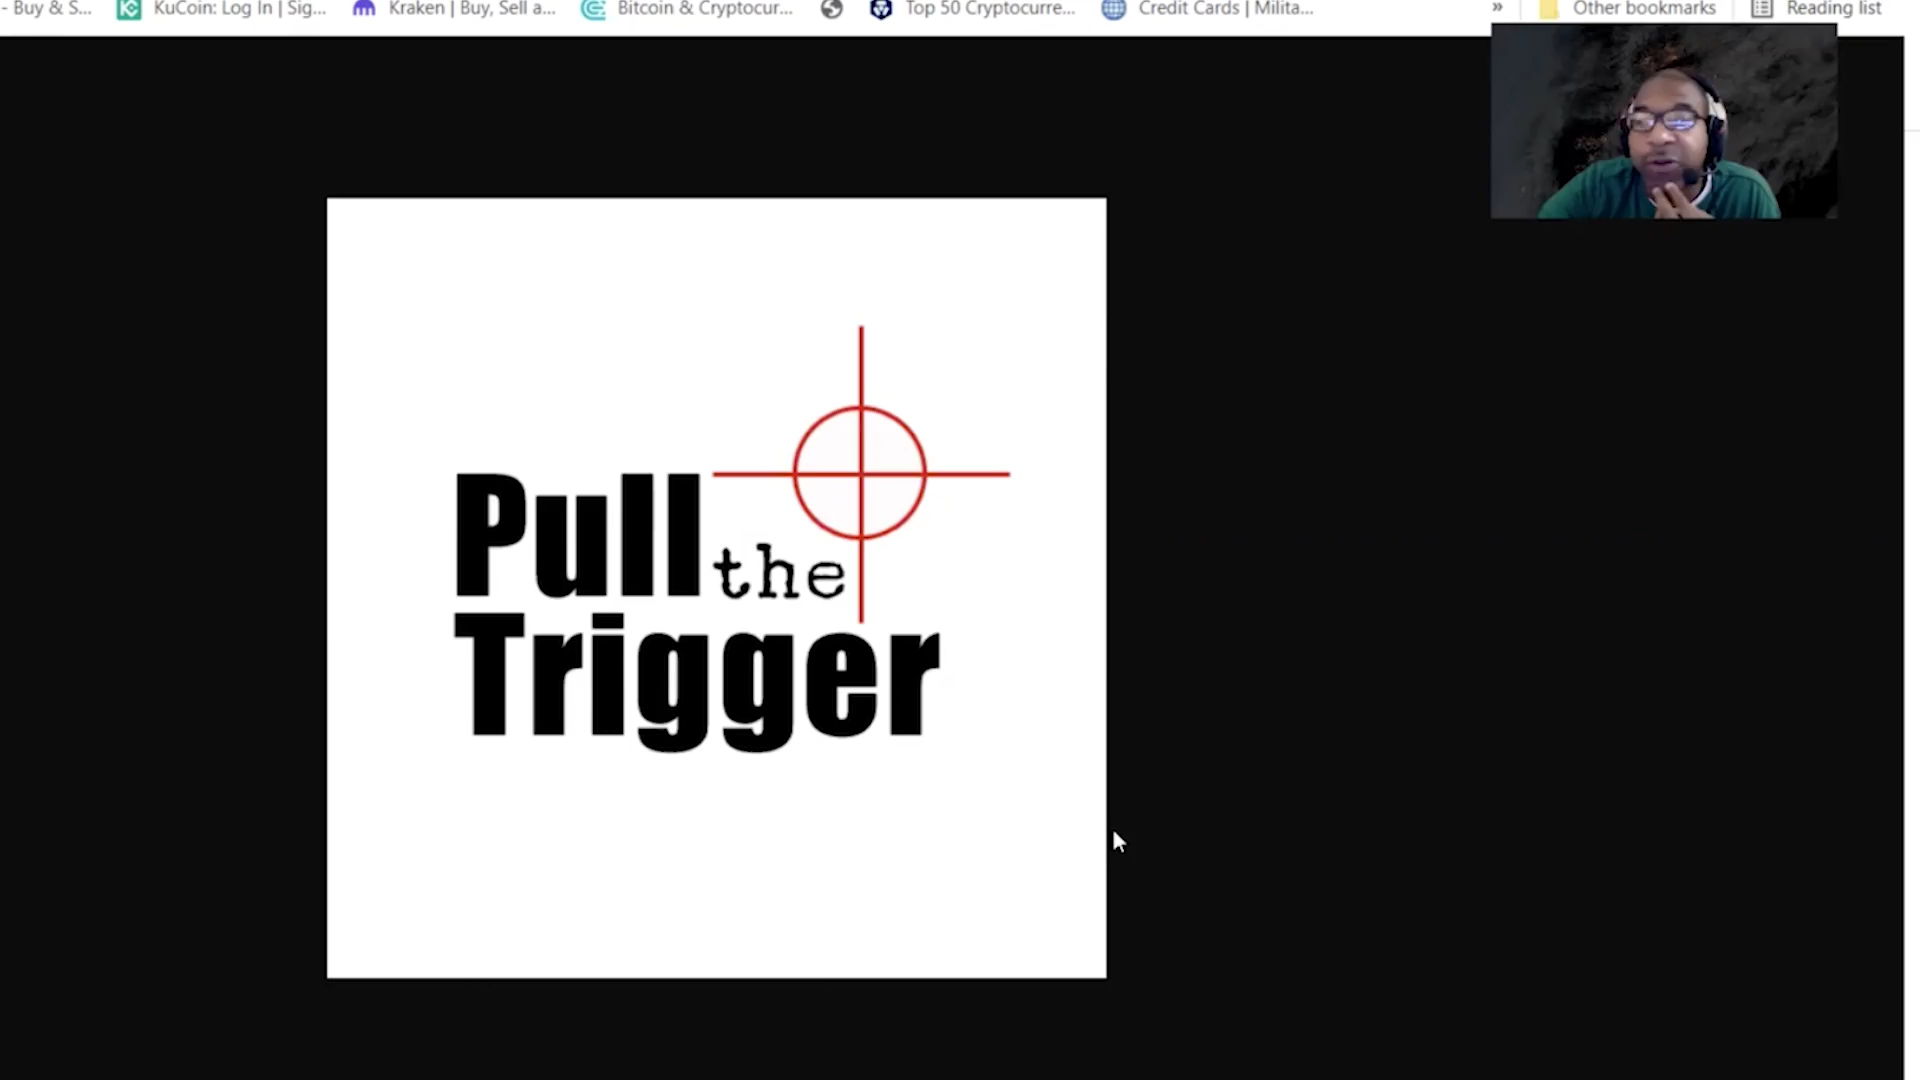 - Buy & S... KuCoin: Log In | Sig... Kraken | Buy, Sell a... Bitcoin & Cryptocur... Top 50 Cryptocurre... Credit Cards | Milita... » Other bookmarks Reading list
Pull the
Trigger